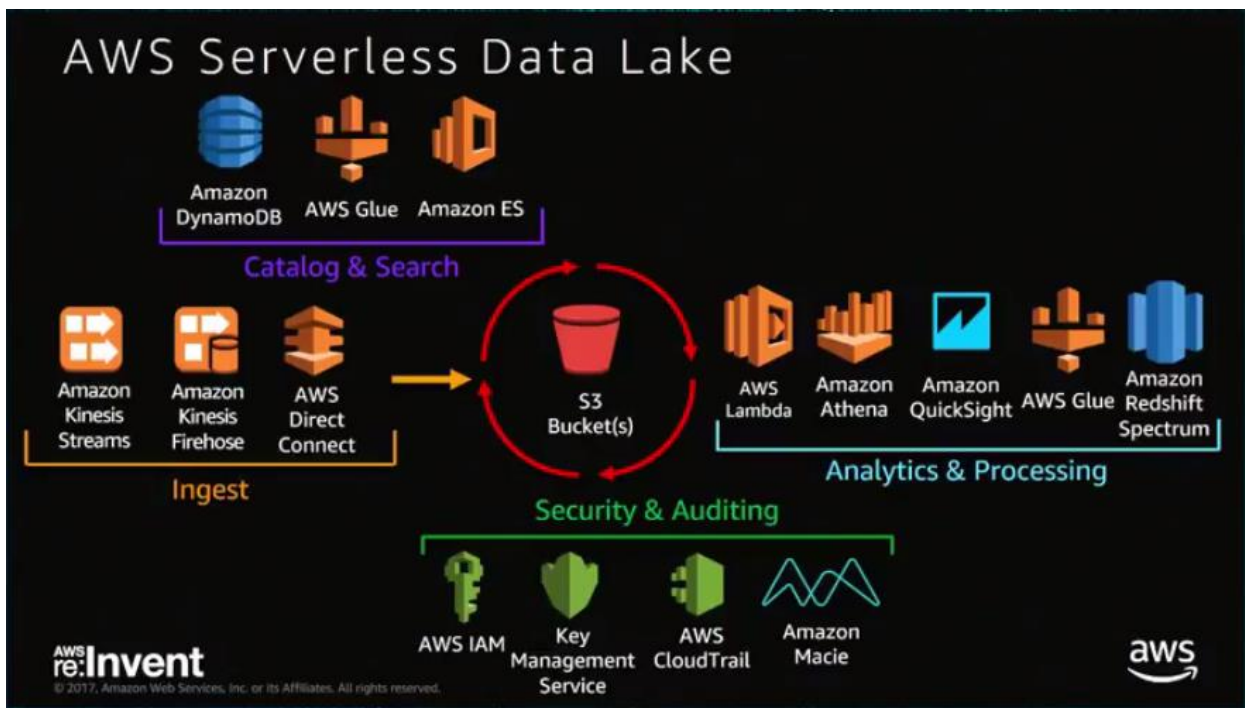 AWS Serverless Data Lake
Amazon
DynamoDB
AWS Glue
Amazon ES
Catalog & Search
Amazon
Kinesis
Streams
Amazon
Kinesis
Firehose
AWS
Direct
Connect
Ingest
S3
Bucket(s)
AWS
Lambda
Amazon
Athena
Amazon
QuickSight
AWS Glue
Amazon
Redshift
Spectrum
Analytics & Processing
Security & Auditing
AWS IAM
Key
Management
Service
AWS
CloudTrail
Amazon
Macie
AWS
re:Invent
© 2017, Amazon Web Services, Inc. or its Affiliates. All rights reserved.
aws